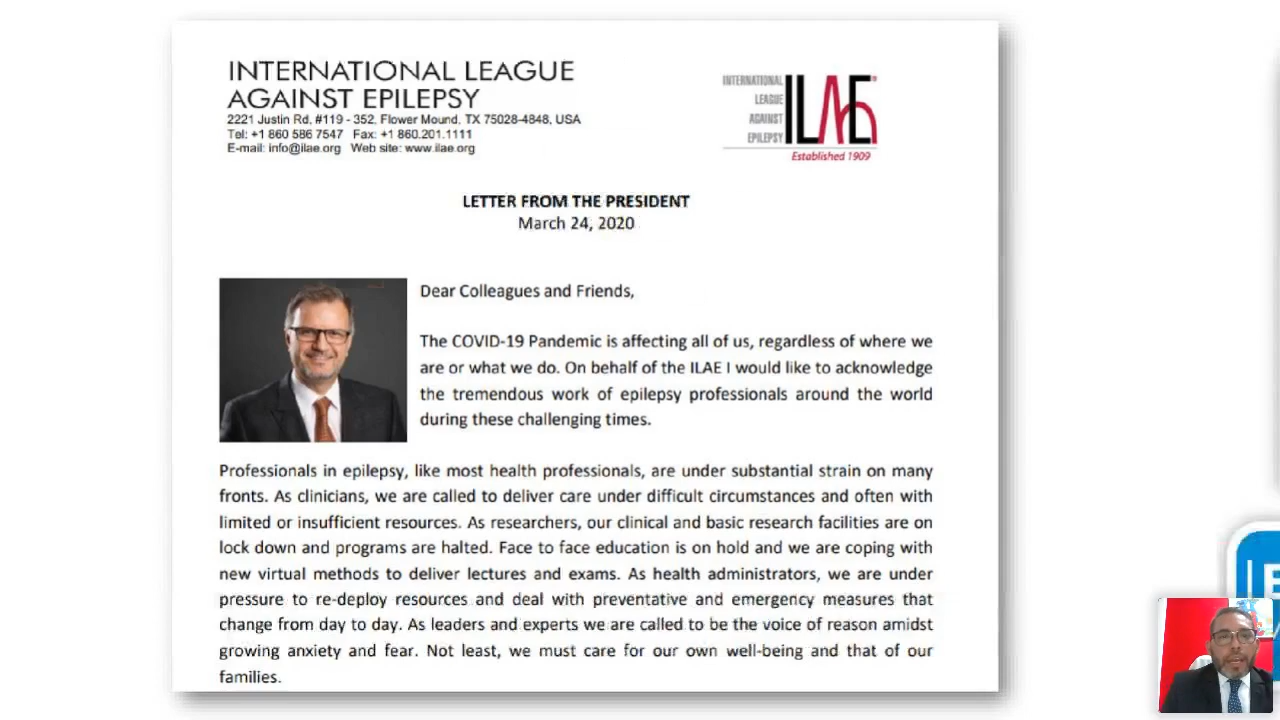 INTERNATIONAL LEAGUE
AGAINST EPILEPSY
2221 Justin Rd, #119 - 352, Flower Mound, TX 75028-4848, USA
Tel: +1 860 586 7547 Fax: +1 860.201.1111
E-mail: info@ilae.org Web site: www.ilae.org
INTERNATIONAL
LEAGUE
AGAINST
EPILEPSY
ILAE
Established 1909
LETTER FROM THE PRESIDENT
March 24, 2020
Dear Colleagues and Friends,
The COVID-19 Pandemic is affecting all of us, regardless of where we
are or what we do. On behalf of the ILAE I would like to acknowledge
the tremendous work of epilepsy professionals around the world
during these challenging times.
Professionals in epilepsy, like most health professionals, are under substantial strain on many
fronts. As clinicians, we are called to deliver care under difficult circumstances and often with
limited or insufficient resources. As researchers, our clinical and basic research facilities are on
lock down and programs are halted. Face to face education is on hold and we are coping with
new virtual methods to deliver lectures and exams. As health administrators, we are under
pressure to re-deploy resources and deal with preventative and emergency measures that
change from day to day. As leaders and experts we are called to be the voice of reason amidst
growing anxiety and fear. Not least, we must care for our own well-being and that of our
families.